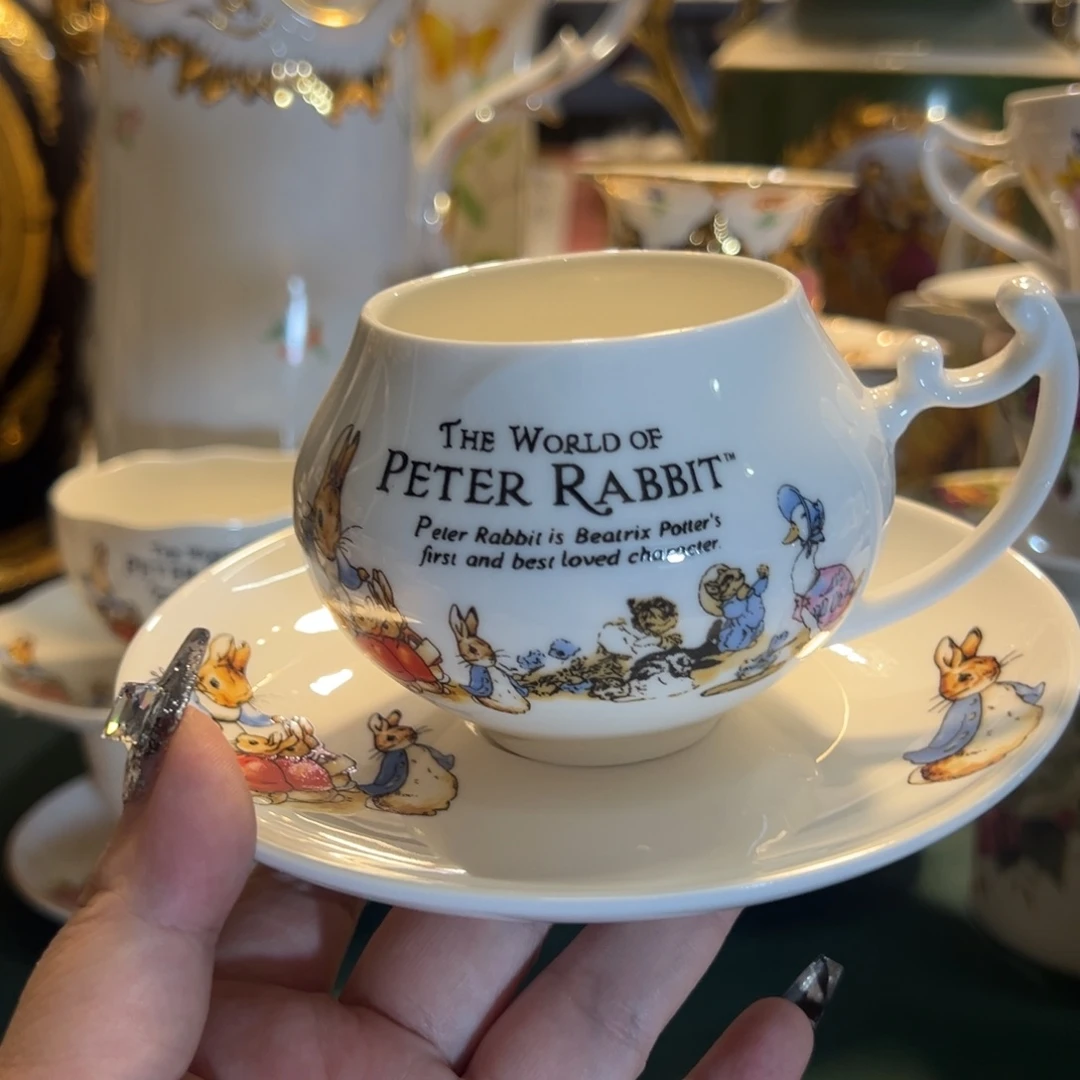 THE WORLD OF
PETER RABBIT™
Peter Rabbit is Beatrix Potter's
first and best loved character.